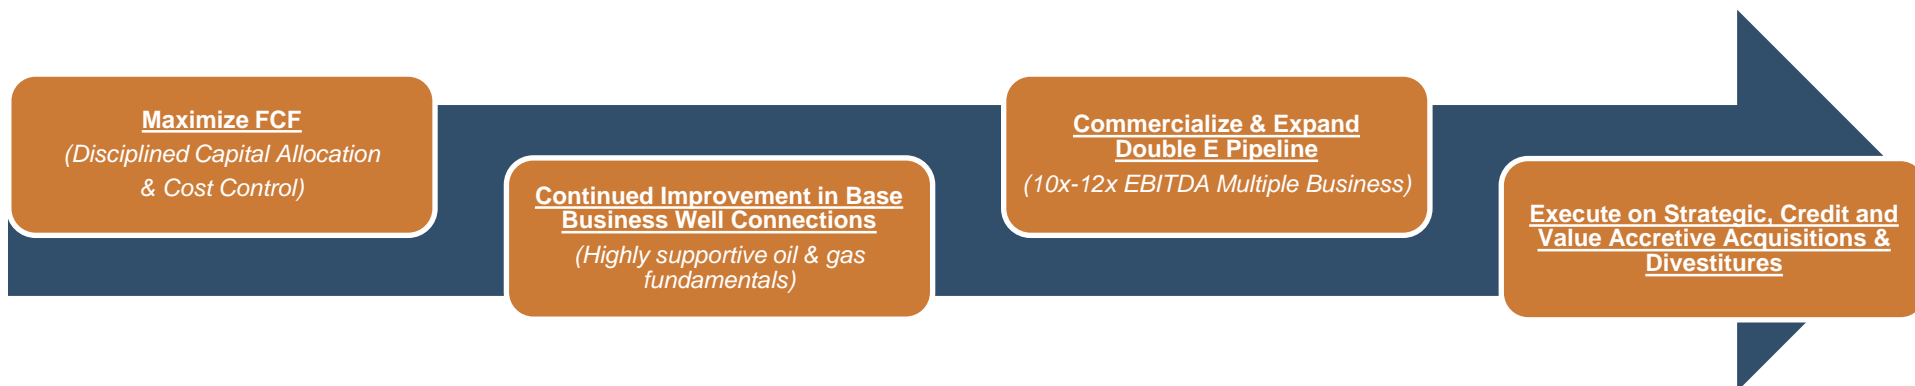 Maximize FCF
(Disciplined Capital Allocation
& Cost Control)
Continued Improvement in Base
Business Well Connections
(Highly supportive oil & gas
fundamentals)
Commercialize & Expand
Double E Pipeline
(10x-12x EBITDA Multiple Business)
Execute on Strategic, Credit and
Value Accretive Acquisitions &
Divestitures